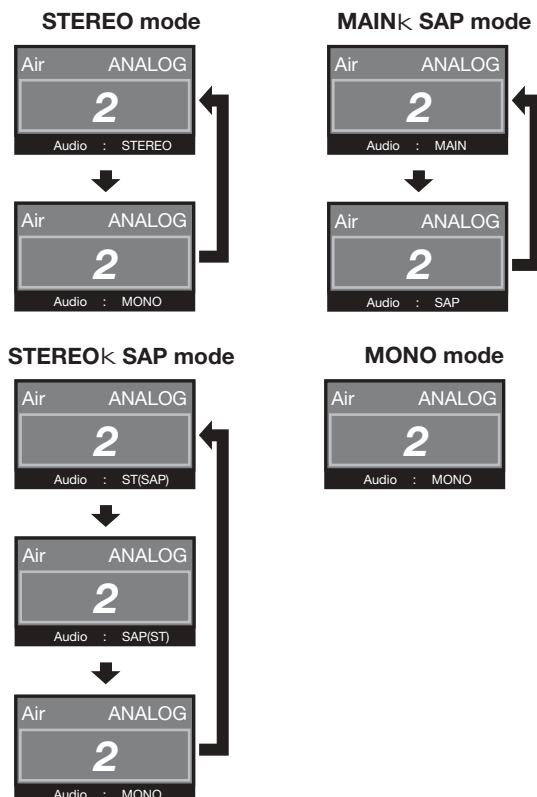 STEREO mode
Air ANALOG
2
Audio : STEREO
Air ANALOG
2
Audio : MONO
MAINK SAP mode
Air ANALOG
2
Audio : MAIN
Air ANALOG
2
Audio : SAP
STEREOK SAP mode
Air ANALOG
2
Audio : ST(SAP)
Air ANALOG
2
Audio : SAP(ST)
Air ANALOG
2
Audio : MONO
MONO mode
Air ANALOG
2
Audio : MONO